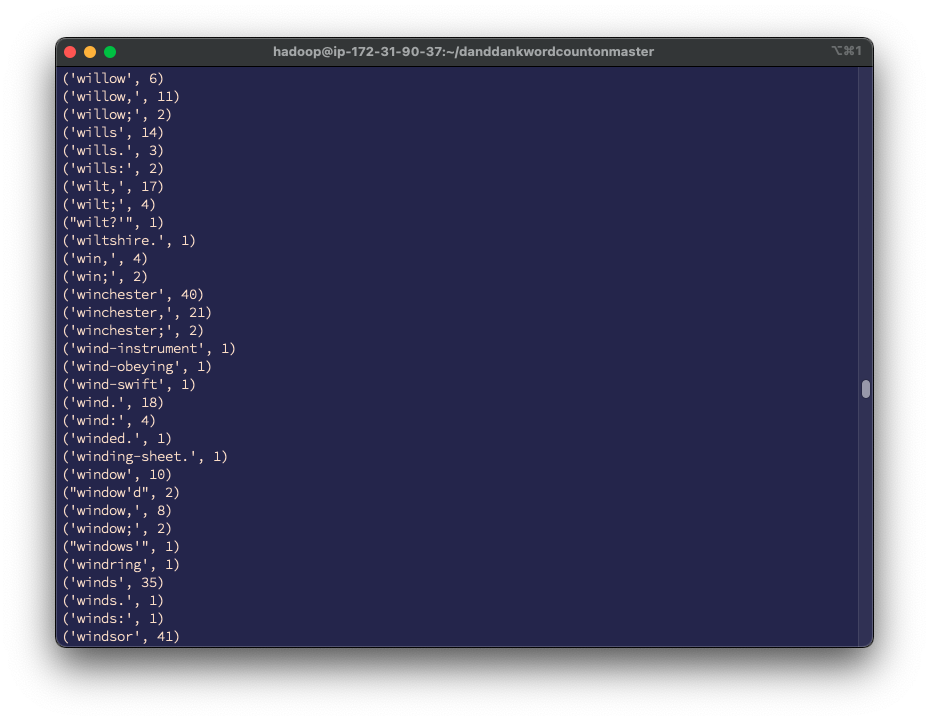 hadoop@ip-172-31-90-37:~/danddankwordcountonmaster
⌥⌘1
('willow', 6)
('willow,', 11)
('willow;', 2)
('wills', 14)
('wills.', 3)
('wills:', 2)
('wilt,', 17)
('wilt;', 4)
("wilt?'", 1)
('wiltshire.', 1)
('win,', 4)
('win;', 2)
('winchester', 40)
('winchester,', 21)
('winchester;', 2)
('wind-instrument', 1)
('wind-obeying', 1)
('wind-swift', 1)
('wind.', 18)
('wind:', 4)
('winded.', 1)
('winding-sheet.', 1)
('window', 10)
("window'd", 2)
('window,', 8)
('window;', 2)
("windows'", 1)
('windring', 1)
('winds', 35)
('winds.', 1)
('winds:', 1)
('windsor', 41)